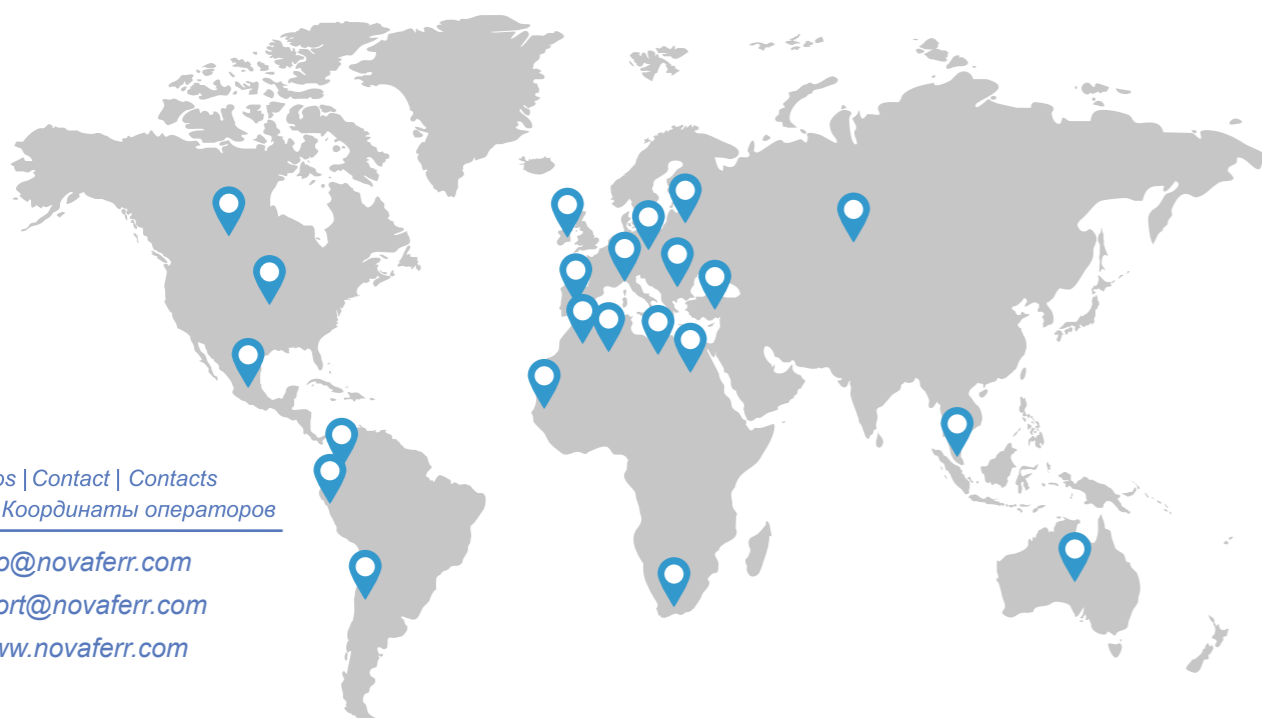 os | Contact | Contacts
Координаты операторов
o@novaferr.com
ort@novaferr.com
ww.novaferr.com